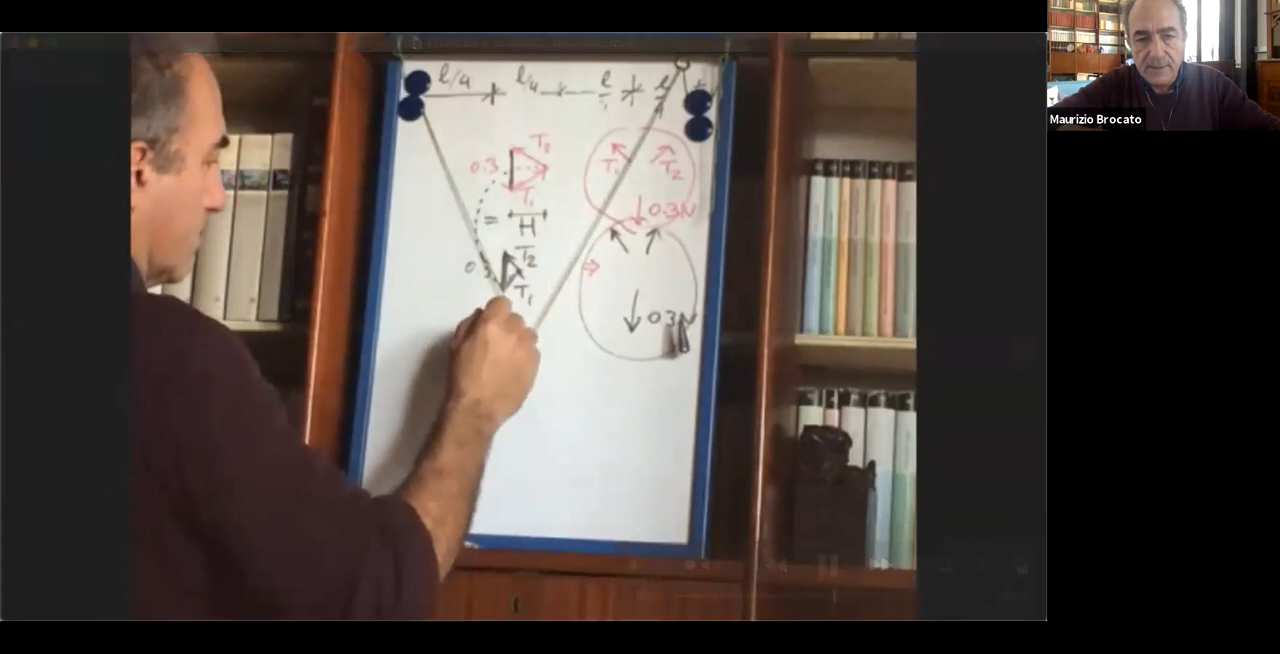 Maurizio Brocato
l/4 l/4 l/4 l/4
0.3 T2
T1
= H
T1 T2
0.3N
0.3 T2
T1
0.3N